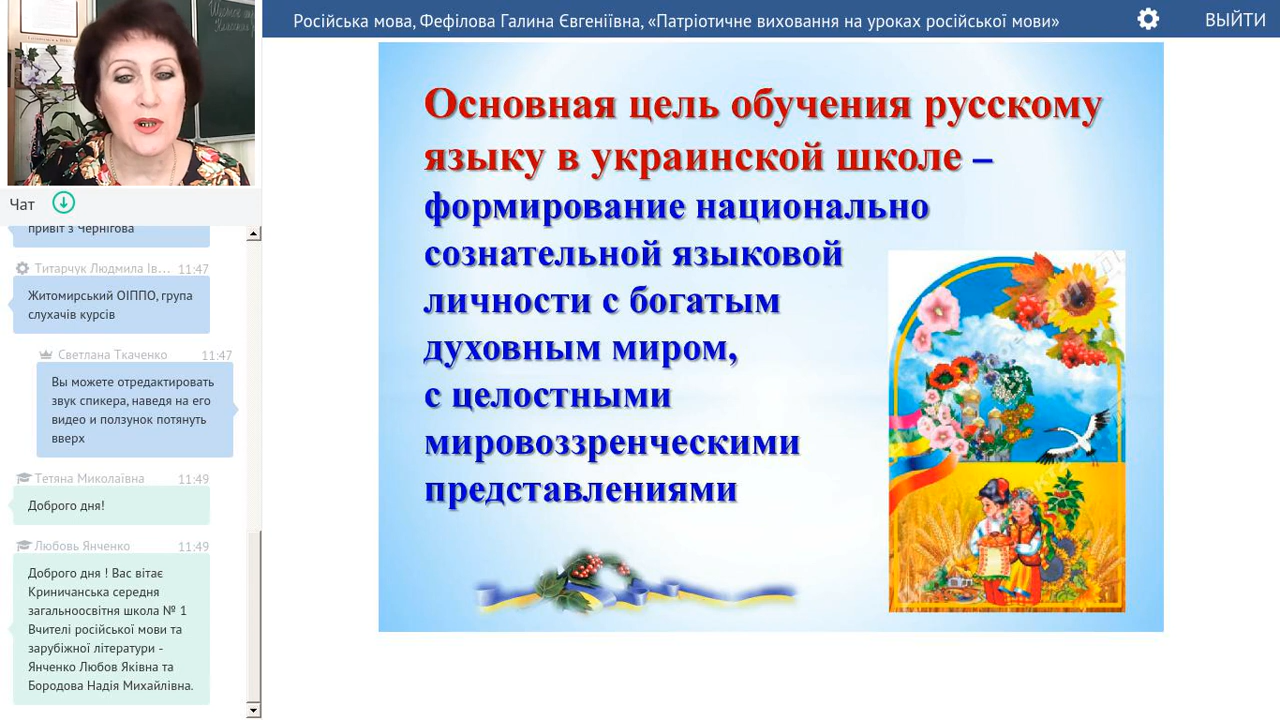 Російська мова, Фефілова Галина Євгеніївна, «Патріотичне виховання на уроках російської мови»
ВЫЙТИ
Чат
привіт з Чернігова
Титарчук Людмила Ів... 11:47
Житомирський ОІППО, група
слухачів курсів
Светлана Ткаченко 11:47
Вы можете отредактировать
звук спикера, наведя на его
видео и ползунок потянуть
вверх
Тетяна Миколаївна 11:49
Доброго дня!
Любовь Янченко 11:49
Доброго дня ! Вас вітає
Криничанська середня
загальноосвітня школа № 1
Вчителі російської мови та
зарубіжної літератури -
Янченко Любов Яківна та
Бородова Надія Михайлівна.
Основная цель обучения русскому
языку в украинской школе –
формирование национально
сознательной языковой
личности с богатым
духовным миром,
с целостными
мировоззренческими
представлениями